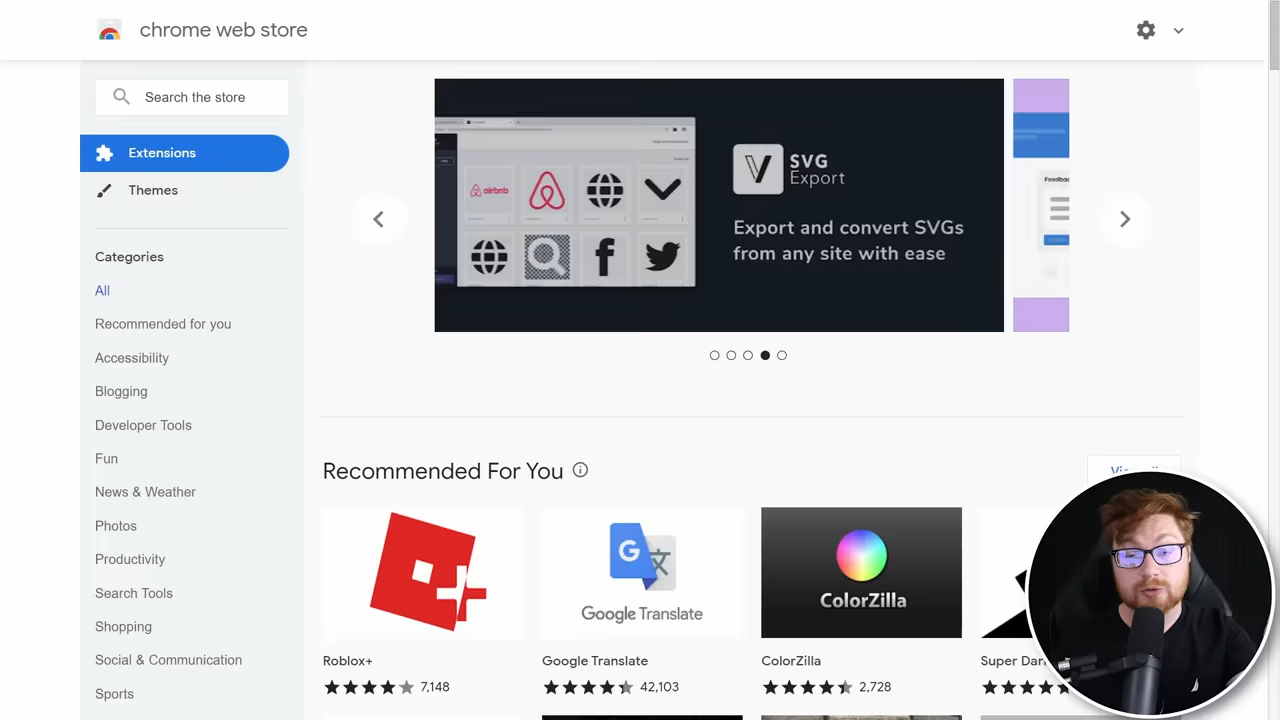 chrome web store
Search the store
Extensions
Themes
Categories
All
Recommended for you
Accessibility
Blogging
Developer Tools
Fun
News & Weather
Photos
Productivity
Search Tools
Shopping
Social & Communication
Sports
airbnb
SVG
Export
Export and convert SVGs
from any site with ease
Recommended For You
Google Translate
ColorZilla
Roblox+
7,148
Google Translate
42,103
ColorZilla
2,728
Super